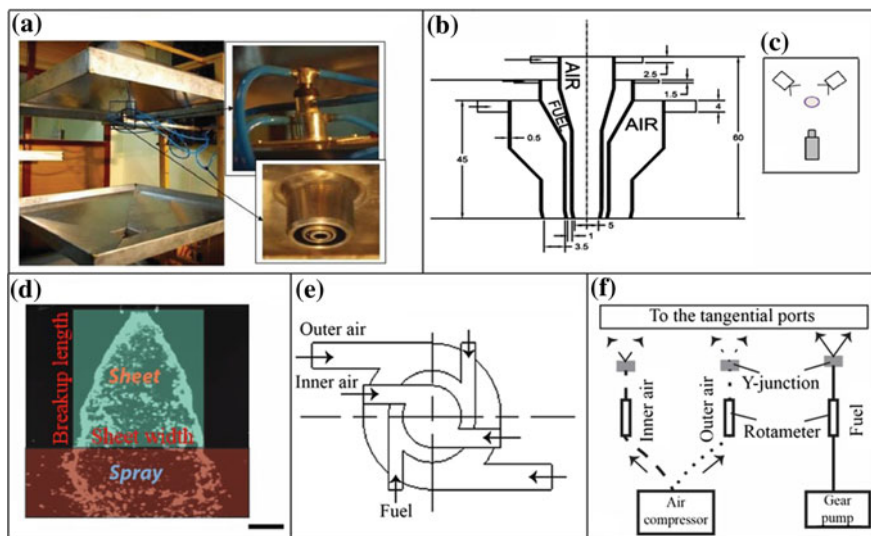 (a)
(b)
AIR
FUEL
AIR
2.5
1.5
4
0.5
45
60
5
1
3.5
(c)
(d)
Breakup length
Sheet
Sheet width
Spray
(e)
Outer air
Inner air
Fuel
(f)
To the tangential ports
Inner air
Outer air
Y-junction
Rotameter
Fuel
Air
compressor
Gear
pump